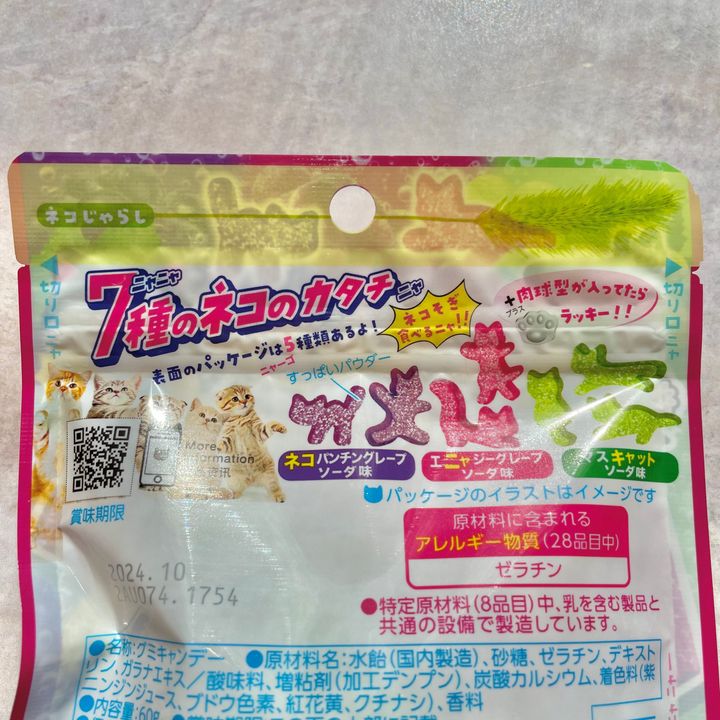 ネコじゃらし
切り口ニャ
ニャニャ
7種のネコのカタチニャ
表面のパッケージは5種類あるよ!
ニャーゴ
ネコそぎ
食べるニャ!!
+肉球型が入ってたら
プラス
ラッキー!!
すっぱいパウダー
ネコパンチングレープ
ソーダ味
エニャジーグレープ
ソーダ味
スキャット
ソーダ味
More
information
パッケージのイラストはイメージです
賞味期限
2024.10
2AU074.1754
原材料に含まれる
アレルギー物質(28品目中)
ゼラチン
●特定原材料(8品目)中、乳を含む製品と
共通の設備で製造しています。
●名称:グミキャンデー ●原材料名:水飴(国内製造)、砂糖、ゼラチン、デキスト
リン、ガラナエキス/酸味料、増粘剤(加工デンプン)、炭酸カルシウム、着色料(紫
ニンジンジュース、ブドウ色素、紅花黄、クチナシ)、香料
●内容量:60g